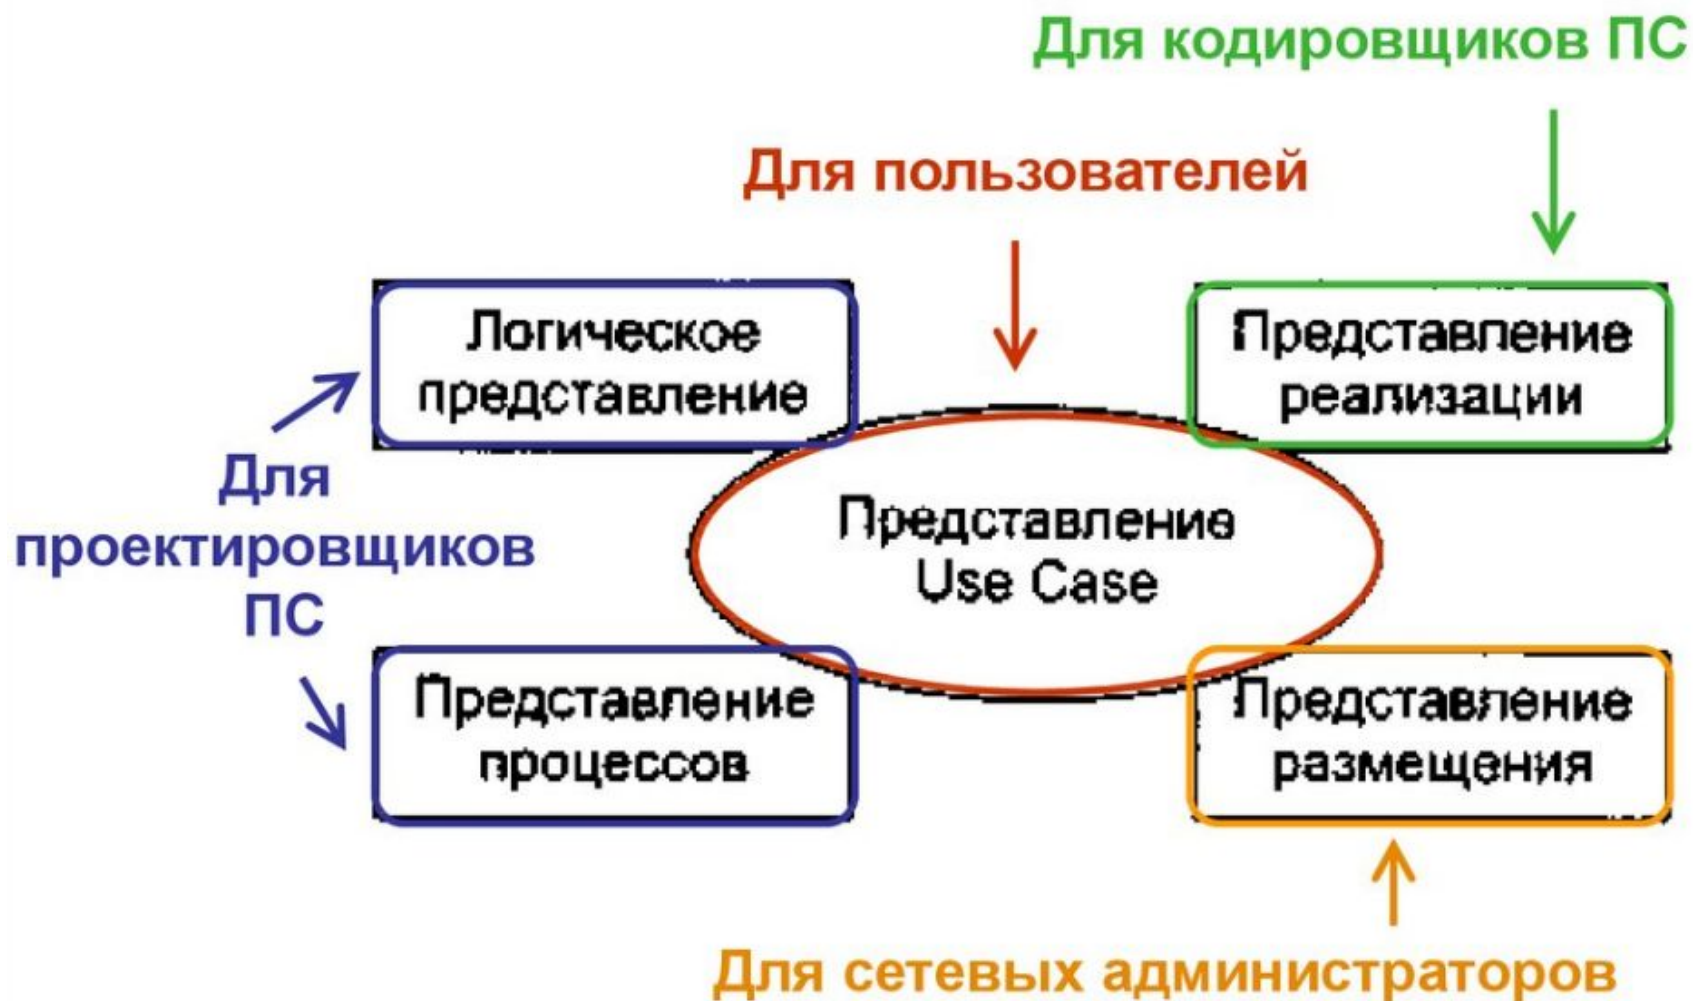 Для кодировщиков ПС
Для пользователей
Логическое
представление
Представление
реализации
Для
проектировщиков
ПС
Представление
Use Case
Представление
процессов
Представление
размещения
Для сетевых администраторов